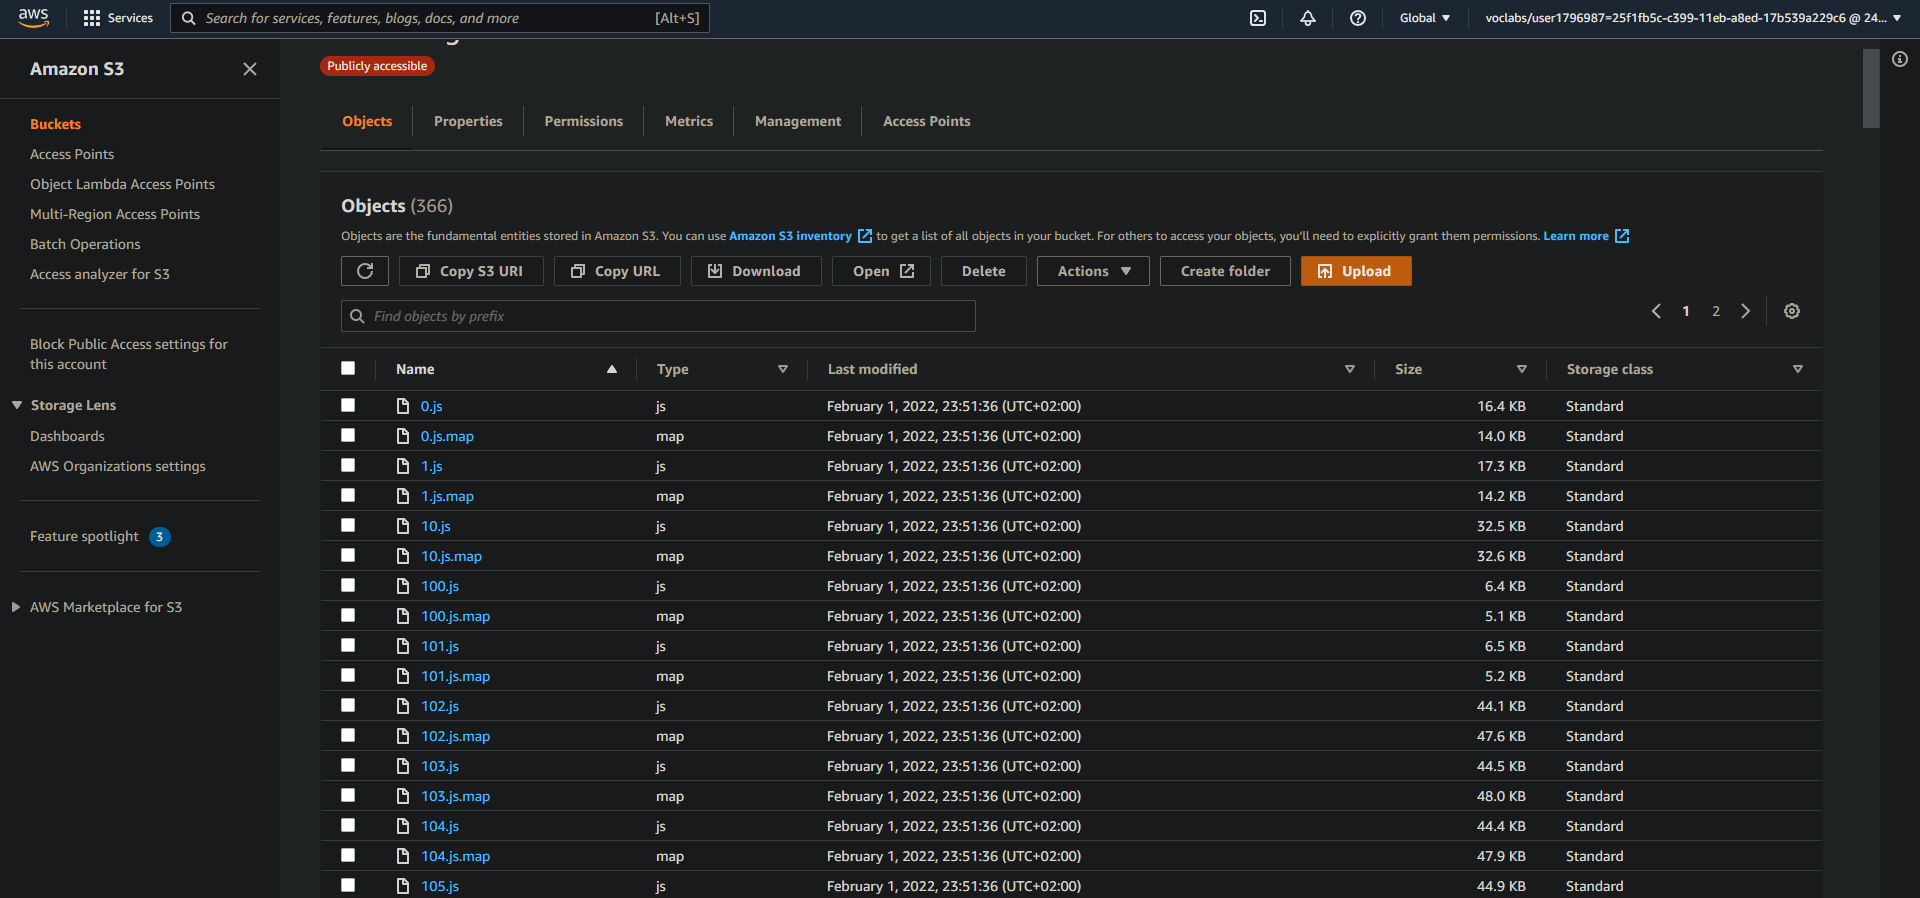 aws
Services
Search for services, features, blogs, docs, and more [Alt+S]
Global
voclabs/user1796987=25f1fb5c-c399-11eb-a8ed-17b539a229c6 @ 24...
Amazon S3
Buckets
Access Points
Object Lambda Access Points
Multi-Region Access Points
Batch Operations
Access analyzer for S3
Block Public Access settings for
this account
Storage Lens
Dashboards
AWS Organizations settings
Feature spotlight 3
AWS Marketplace for S3
Publicly accessible
Objects Properties Permissions Metrics Management Access Points
Objects (366)
Objects are the fundamental entities stored in Amazon S3. You can use Amazon S3 inventory to get a list of all objects in your bucket. For others to access your objects, you'll need to explicitly grant them permissions. Learn more
Copy S3 URI Copy URL Download Open Delete Actions Create folder Upload
Find objects by prefix
1 2
Name Type Last modified Size Storage class
0.js js February 1, 2022, 23:51:36 (UTC+02:00) 16.4 KB Standard
0.js.map map February 1, 2022, 23:51:36 (UTC+02:00) 14.0 KB Standard
1.js js February 1, 2022, 23:51:36 (UTC+02:00) 17.3 KB Standard
1.js.map map February 1, 2022, 23:51:36 (UTC+02:00) 14.2 KB Standard
10.js js February 1, 2022, 23:51:36 (UTC+02:00) 32.5 KB Standard
10.js.map map February 1, 2022, 23:51:36 (UTC+02:00) 32.6 KB Standard
100.js js February 1, 2022, 23:51:36 (UTC+02:00) 6.4 KB Standard
100.js.map map February 1, 2022, 23:51:36 (UTC+02:00) 5.1 KB Standard
101.js js February 1, 2022, 23:51:36 (UTC+02:00) 6.5 KB Standard
101.js.map map February 1, 2022, 23:51:36 (UTC+02:00) 5.2 KB Standard
102.js js February 1, 2022, 23:51:36 (UTC+02:00) 44.1 KB Standard
102.js.map map February 1, 2022, 23:51:36 (UTC+02:00) 47.6 KB Standard
103.js js February 1, 2022, 23:51:36 (UTC+02:00) 44.5 KB Standard
103.js.map map February 1, 2022, 23:51:36 (UTC+02:00) 48.0 KB Standard
104.js js February 1, 2022, 23:51:36 (UTC+02:00) 44.4 KB Standard
104.js.map map February 1, 2022, 23:51:36 (UTC+02:00) 47.9 KB Standard
105.js js February 1, 2022, 23:51:36 (UTC+02:00) 44.9 KB Standard